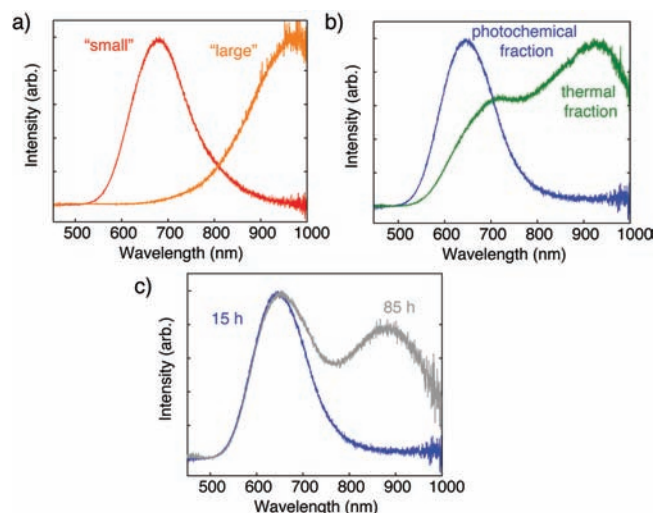 a)
"small"
"large"
Intensity (arb.)
500 600 700 800 900 1000
Wavelength (nm)
b)
photochemical
fraction
thermal
fraction
Intensity (arb.)
500 600 700 800 900 1000
Wavelength (nm)
c)
15 h
85 h
Intensity (arb.)
500 600 700 800 900 1000
Wavelength (nm)